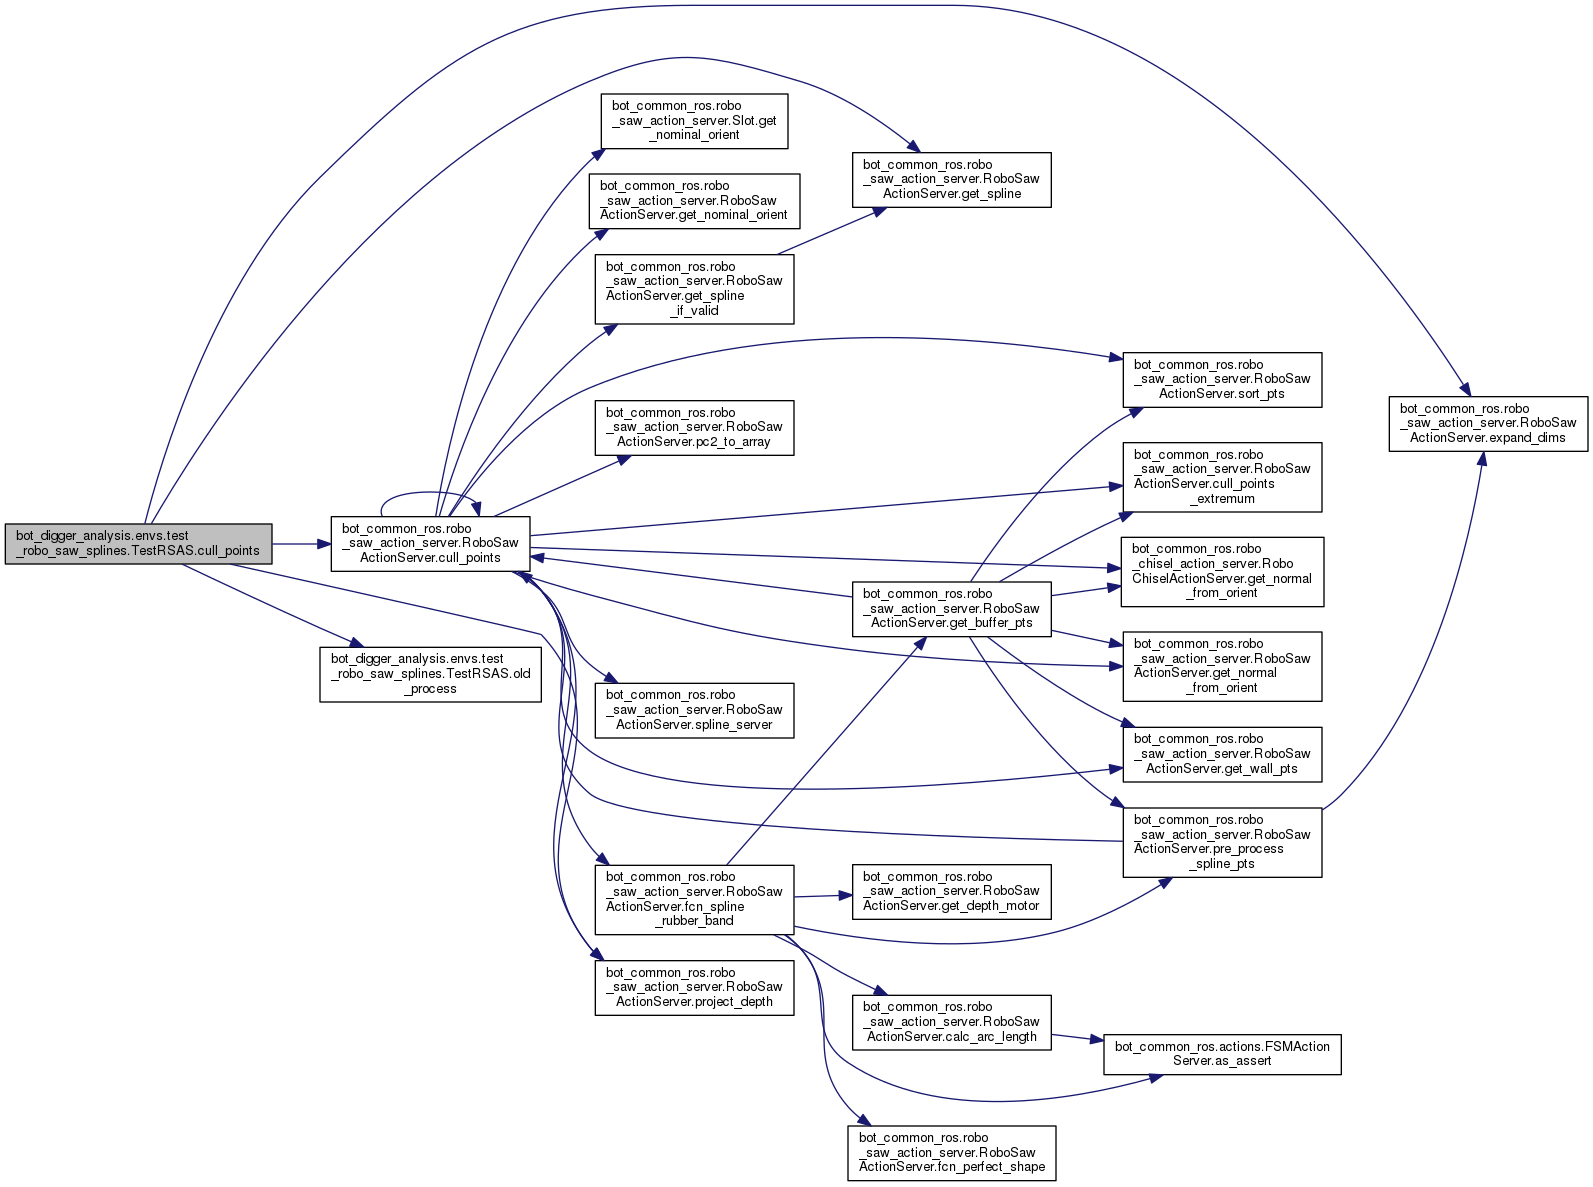 bot_digger_analysis.envs.test
_robo_saw_splines.TestRSAS.cull_points
bot_common_ros.robo
_saw_action_server.RoboSaw
ActionServer.cull_points
bot_digger_analysis.envs.test
_robo_saw_splines.TestRSAS.old
_process
bot_common_ros.robo
_saw_action_server.Slot.get
_nominal_orient
bot_common_ros.robo
_saw_action_server.RoboSaw
ActionServer.get_nominal_orient
bot_common_ros.robo
_saw_action_server.RoboSaw
ActionServer.get_spline
_if_valid
bot_common_ros.robo
_saw_action_server.RoboSaw
ActionServer.pc2_to_array
bot_common_ros.robo
_saw_action_server.RoboSaw
ActionServer.spline_server
bot_common_ros.robo
_saw_action_server.RoboSaw
ActionServer.fcn_spline
_rubber_band
bot_common_ros.robo
_saw_action_server.RoboSaw
ActionServer.project_depth
bot_common_ros.robo
_saw_action_server.RoboSaw
ActionServer.get_spline
bot_common_ros.robo
_saw_action_server.RoboSaw
ActionServer.get_buffer_pts
bot_common_ros.robo
_saw_action_server.RoboSaw
ActionServer.get_depth_motor
bot_common_ros.robo
_saw_action_server.RoboSaw
ActionServer.calc_arc_length
bot_common_ros.robo
_saw_action_server.RoboSaw
ActionServer.fcn_perfect_shape
bot_common_ros.robo
_saw_action_server.RoboSaw
ActionServer.sort_pts
bot_common_ros.robo
_saw_action_server.RoboSaw
ActionServer.cull_points
_extremum
bot_common_ros.robo
_chisel_action_server.Robo
ChiselActionServer.get_normal
_from_orient
bot_common_ros.robo
_saw_action_server.RoboSaw
ActionServer.get_normal
_from_orient
bot_common_ros.robo
_saw_action_server.RoboSaw
ActionServer.get_wall_pts
bot_common_ros.robo
_saw_action_server.RoboSaw
ActionServer.pre_process
_spline_pts
bot_common_ros.actions.FSMAction
Server.as_assert
bot_common_ros.robo
_saw_action_server.RoboSaw
ActionServer.expand_dims